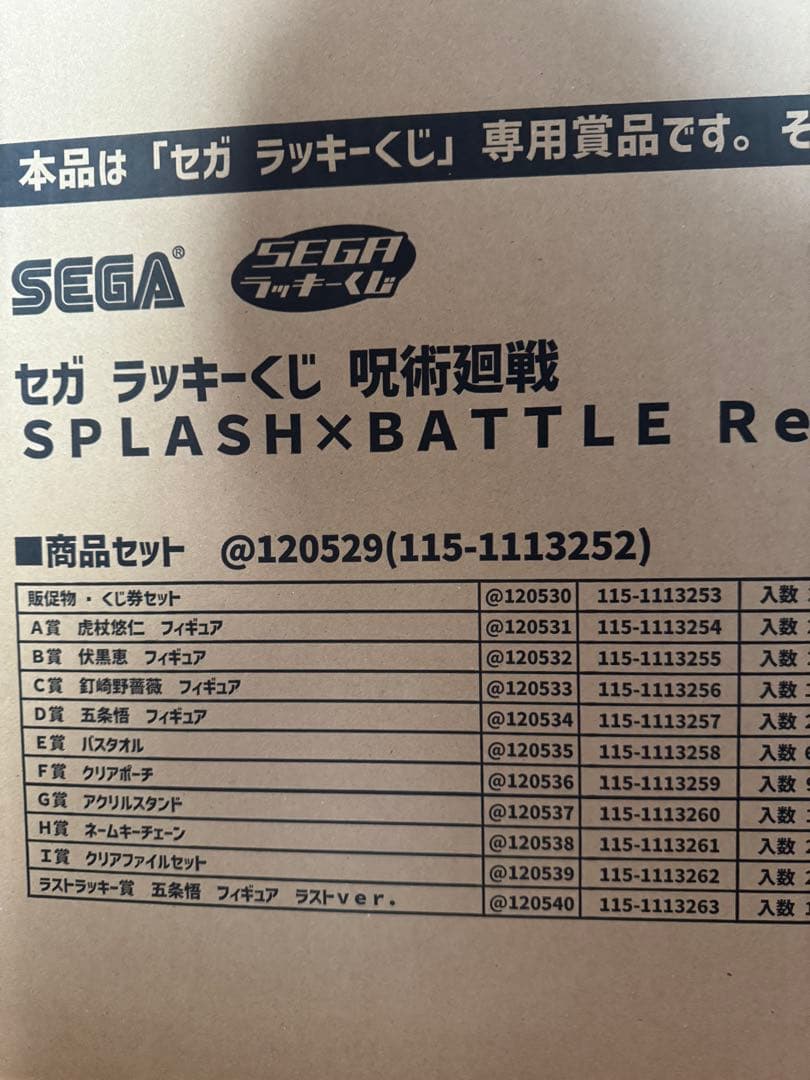 本品は「セガ ラッキーくじ」専用賞品です。そ
SEGA®
SEGA
ラッキーくじ
セガ ラッキーくじ 呪術廻戦
SPLASH×BATTLE Re
■商品セット @120529(115-1113252)
販促物・くじ券セット @120530 115-1113253 入数
A賞 虎杖悠仁 フィギュア @120531 115-1113254 入数
B賞 伏黒恵 フィギュア @120532 115-1113255 入数
C賞 釘崎野薔薇 フィギュア @120533 115-1113256 入数
D賞 五条悟 フィギュア @120534 115-1113257 入数
E賞 バスタオル @120535 115-1113258 入数
F賞 クリアポーチ @120536 115-1113259 入数
G賞 アクリルスタンド @120537 115-1113260 入数
H賞 ネームキーチェーン @120538 115-1113261 入数
I賞 クリアファイルセット @120539 115-1113262 入数
ラストラッキー賞 五条悟 フィギュア ラストver. @120540 115-1113263 入数